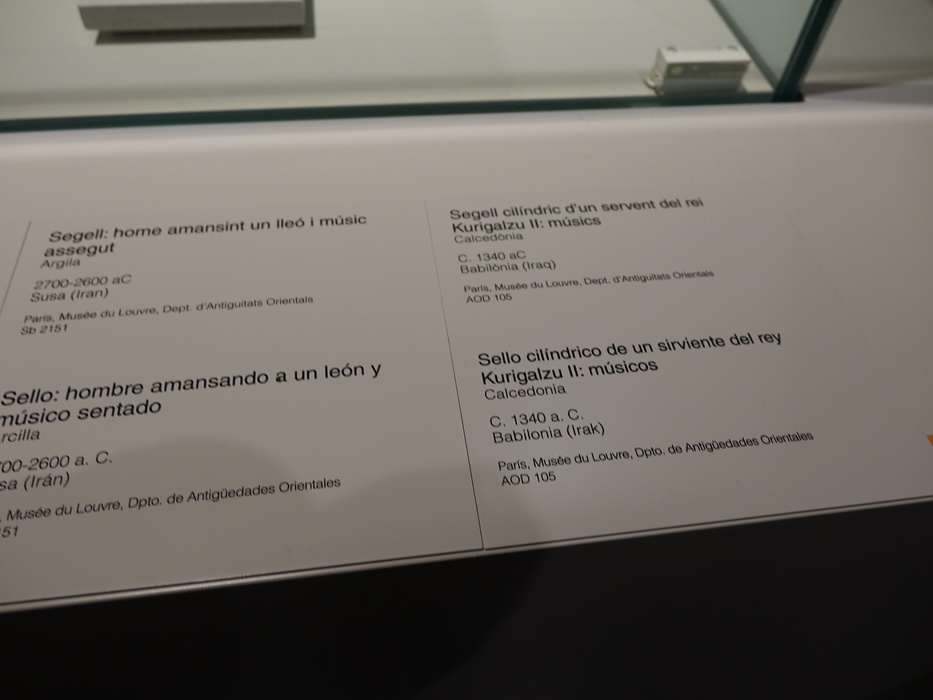 Segell: home amansint un lleó i músic
assegut
Argila
2700-2600 aC
Susa (Iran)
París, Musée du Louvre, Dept. d'Antiguitats Orientals
Sb 2151
Sello: hombre amansando a un león y
músico sentado
rcilla
00-2600 a. C.
sa (Irán)
, Musée du Louvre, Dpto. de Antigüedades Orientales
51
Segell cilíndric d'un servent del rei
Kurigalzu II: músics
Calcedònia
C. 1340 aC
Babilònia (Iraq)
París, Musée du Louvre, Dept. d'Antiguitats Orientals
AOD 105
Sello cilíndrico de un sirviente del rey
Kurigalzu II: músicos
Calcedonia
C. 1340 a. C.
Babilonia (Irak)
París, Musée du Louvre, Dpto. de Antigüedades Orientales
AOD 105